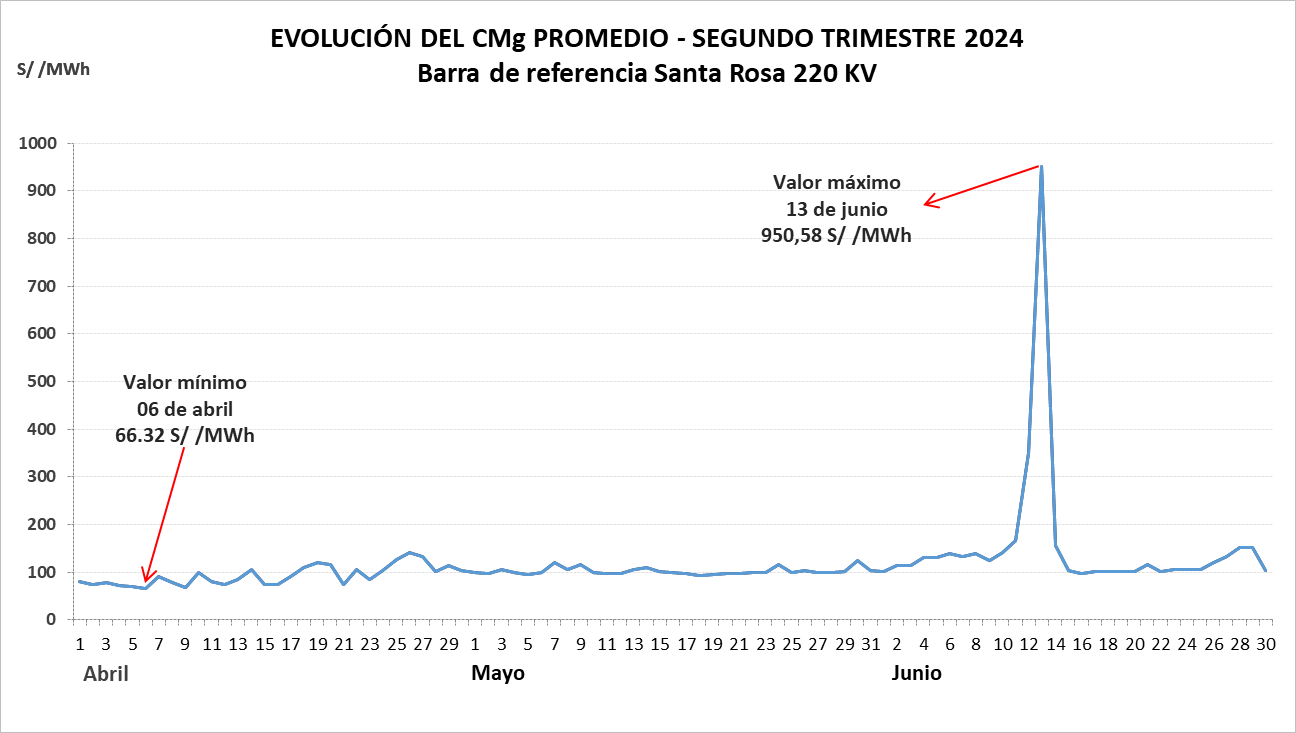 EVOLUCIÓN DEL CMg PROMEDIO - SEGUNDO TRIMESTRE 2024
Barra de referencia Santa Rosa 220 KV
S/ /MWh
1000
900
800
700
600
500
400
300
200
100
0
Valor máximo
13 de junio
950,58 S/ /MWh
Valor mínimo
06 de abril
66.32 S/ /MWh
1 3 5 7 9 11 13 15 17 19 21 23 25 27 29 1 3 5 7 9 11 13 15 17 19 21 23 25 27 29 31 2 4 6 8 10 12 14 16 18 20 22 24 26 28 30
Abril Mayo Junio